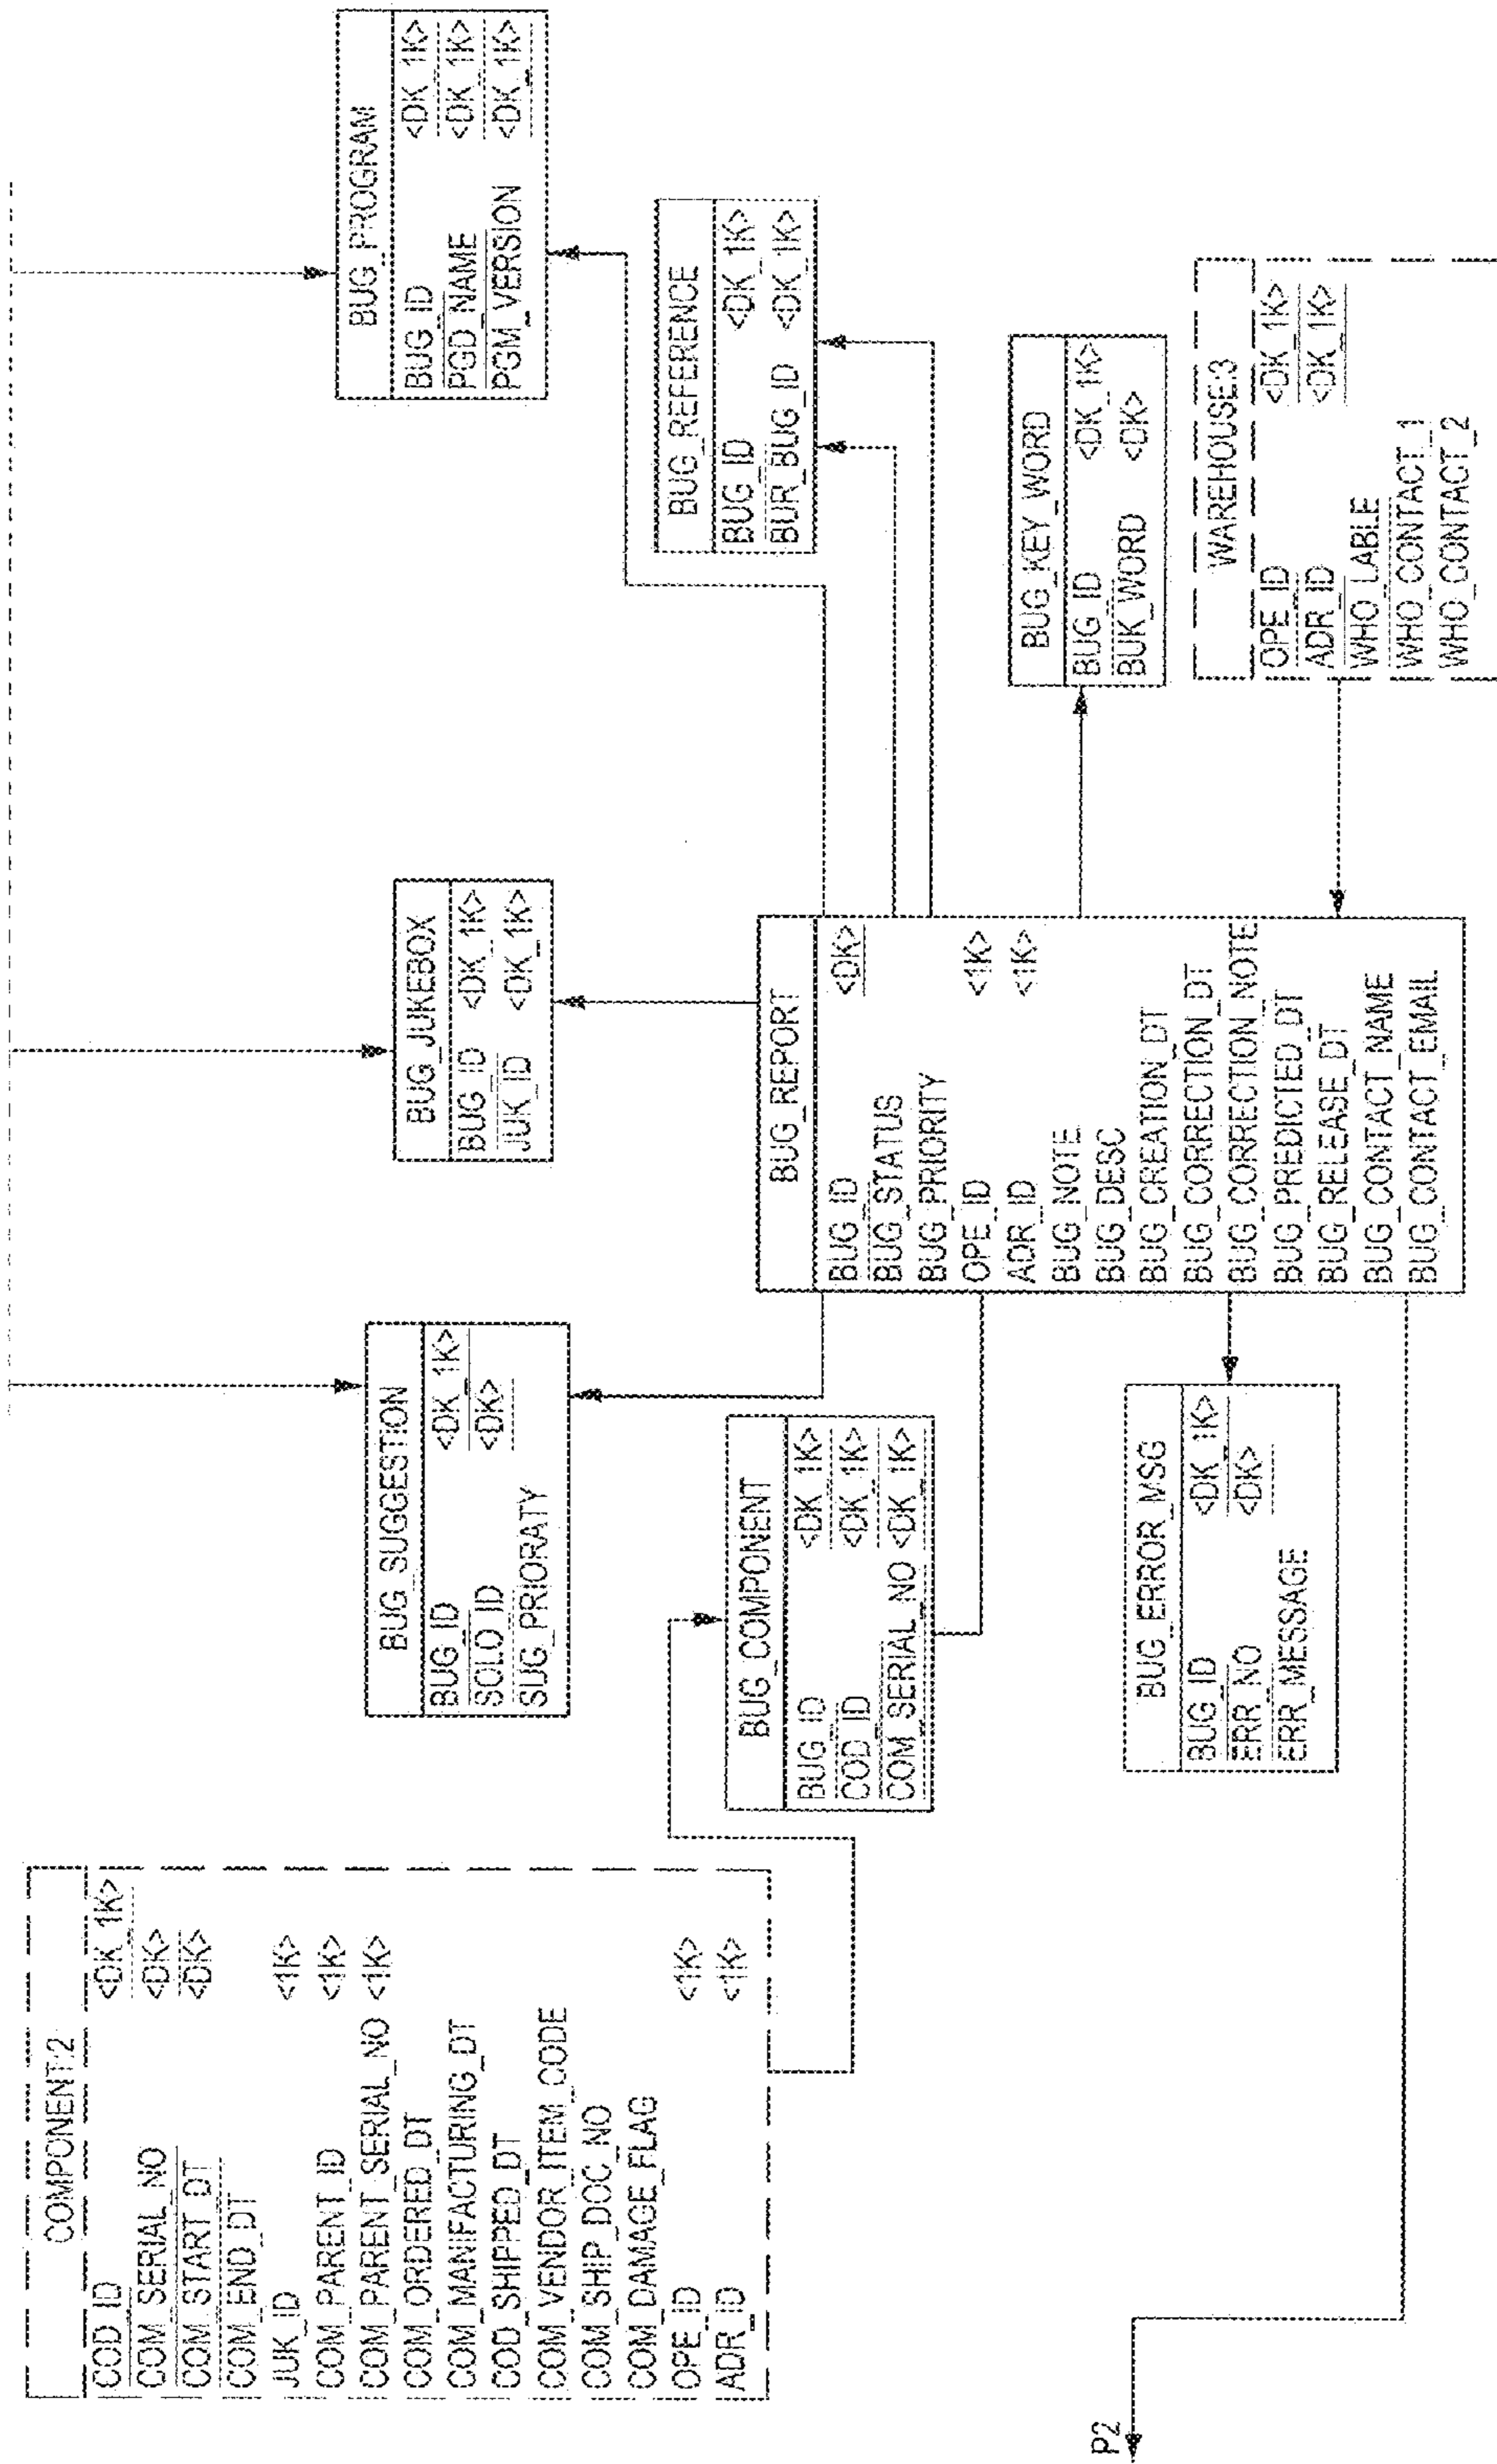 COMPONENT:2
COD_ID <DK_1K>
COM_SERIAL_NO <DK>
COM_START_DT <DK>
COM_END_DT
JUK_ID <1K>
COM_PARENT_ID <1K>
COM_PARENT_SERIAL_NO <1K>
COM_ORDERED_DT
COM_MANIFACTURING_DT
COD_SHIPPED_DT
COM_VENDOR_ITEM_CODE
COM_SHIP_DOC_NO
COM_DAMAGE_FLAG
OPE_ID <1K>
ADR_ID <1K>
BUG_SUGGESTION
BUG_ID <DK_1K>
SOLO_ID <DK>
SUG_PRIORATY
BUG_JUKEBOX
BUG_ID <DK_1K>
JUK_ID <DK_1K>
BUG_PROGRAM
BUG_ID <DK_1K>
PGD_NAME <DK_1K>
PGM_VERSION <DK_1K>
BUG_COMPONENT
BUG_ID <DK_1K>
COD_ID <DK_1K>
COM_SERIAL_NO <DK_1K>
BUG_REPORT
BUG_ID <DK>
BUG_STATUS
BUG_PRIORITY
OPE_ID <1K>
ADR_ID <1K>
BUG_NOTE
BUG_DESC
BUG_CREATION_DT
BUG_CORRECTION_DT
BUG_CORRECTION_NOTE
BUG_PREDICTED_DT
BUG_RELEASE_DT
BUG_CONTACT_NAME
BUG_CONTACT_EMAIL
BUG_REFERENCE
BUG_ID <DK_1K>
BUR_BUG_ID <DK_1K>
BUG_KEY_WORD
BUG_ID <DK_1K>
BUK_WORD <DK>
BUG_ERROR_MSG
BUG_ID <DK_1K>
ERR_NO <DK>
ERR_MESSAGE
WAREHOUSE:3
OPE_ID <DK_1K>
ADR_ID <DK_1K>
WHO_LABLE
WHO_CONTACT_1
WHO_CONTACT_2
P2